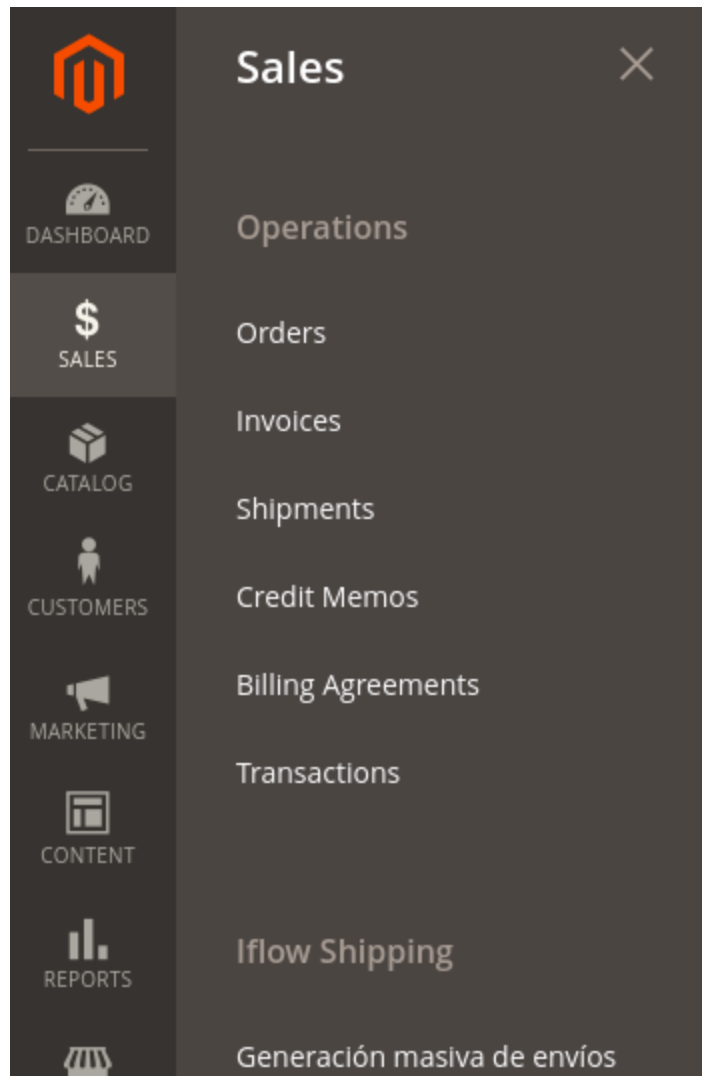 DASHBOARD
SALES
CATALOG
CUSTOMERS
MARKETING
CONTENT
REPORTS
Sales
Operations
Orders
Invoices
Shipments
Credit Memos
Billing Agreements
Transactions
Iflow Shipping
Generación masiva de envíos